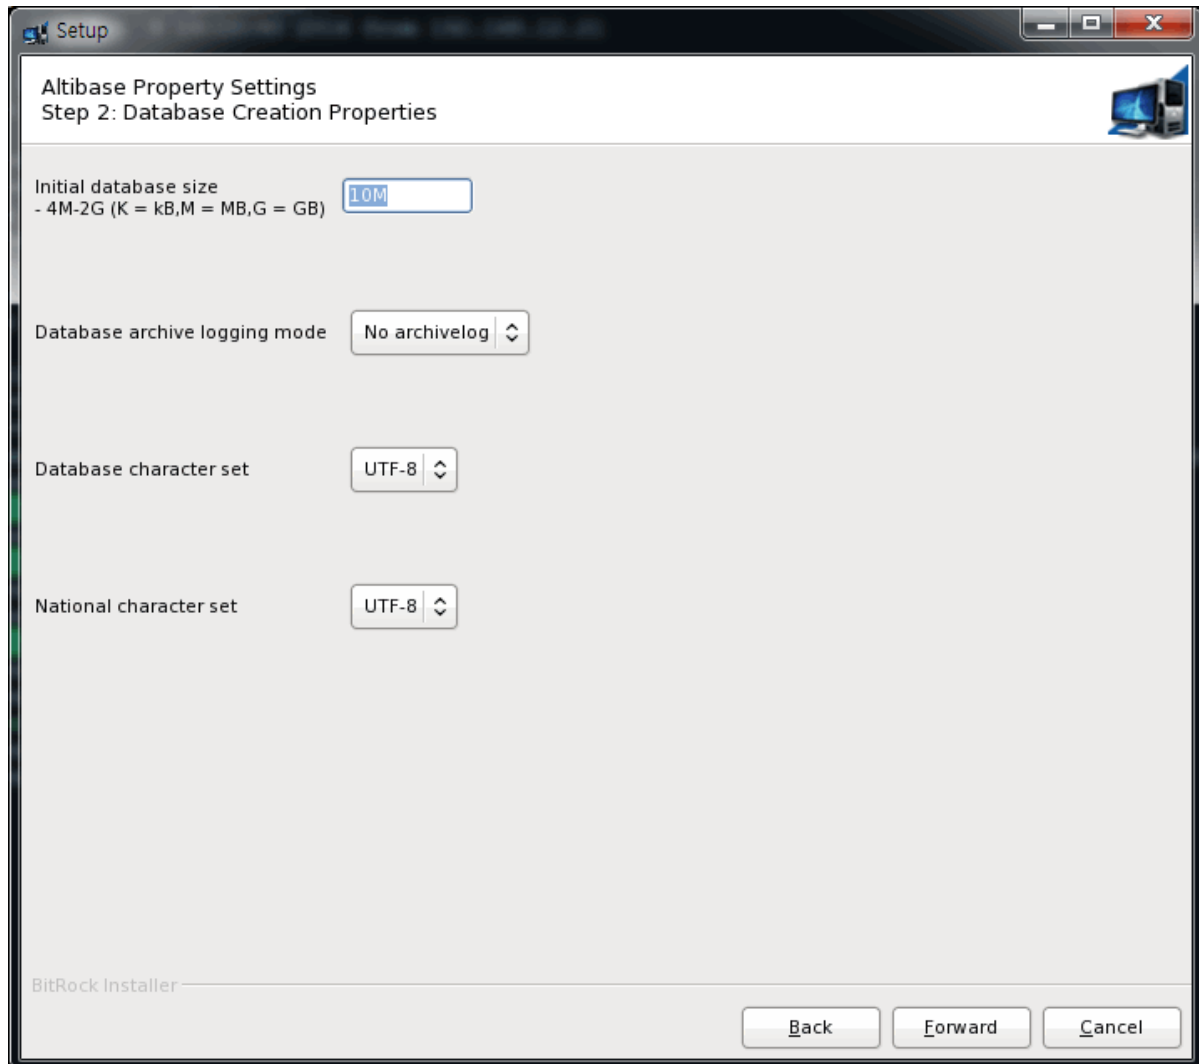 Setup
Altibase Property Settings
Step 2: Database Creation Properties
Initial database size
- 4M-2G (K = kB,M = MB,G = GB)
10M
Database archive logging mode
No archivelog
Database character set
UTF-8
National character set
UTF-8
BitRock Installer
Back
Forward
Cancel